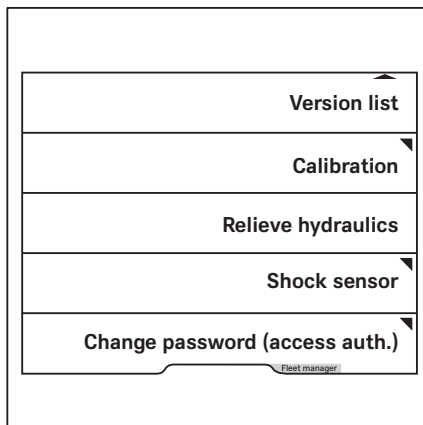 Version list
Calibration
Relieve hydraulics
Shock sensor
Change password (access auth.)
Fleet manager